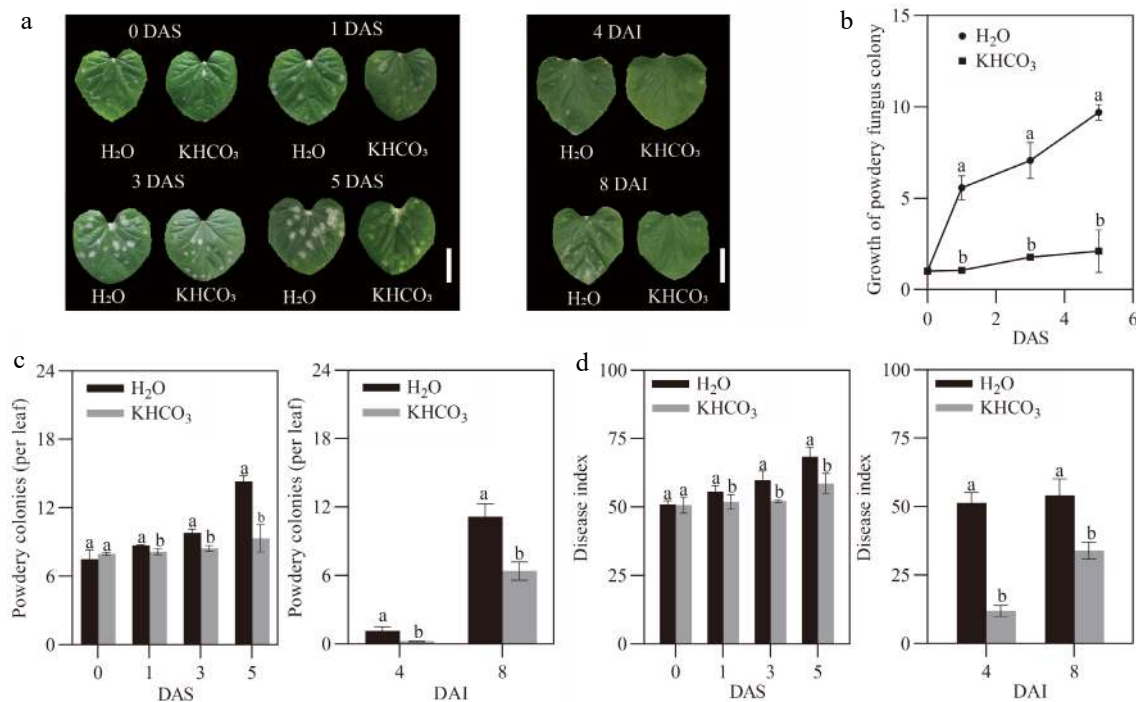 a
0 DAS 1 DAS
H₂O KHCO₃ H₂O KHCO₃
3 DAS 5 DAS
H₂O KHCO₃ H₂O KHCO₃
4 DAI
8 DAI
H₂O KHCO₃
b
Growth of powdery fungus colony
15
10
5
0
H₂O
KHCO₃
a
a
a
b
b
b
0 2 4 6
DAS
c
Powdery colonies (per leaf)
24
18
12
6
0
H₂O
KHCO₃
a a a b a b a b
0 1 3 5
DAS
Powdery colonies (per leaf)
24
18
12
6
0
H₂O
KHCO₃
a b a b
4 8
DAI
d
Disease index
100
75
50
25
0
H₂O
KHCO₃
a a a b a b a b
0 1 3 5
DAS
Disease index
100
75
50
25
0
H₂O
KHCO₃
a b a b
4 8
DAI